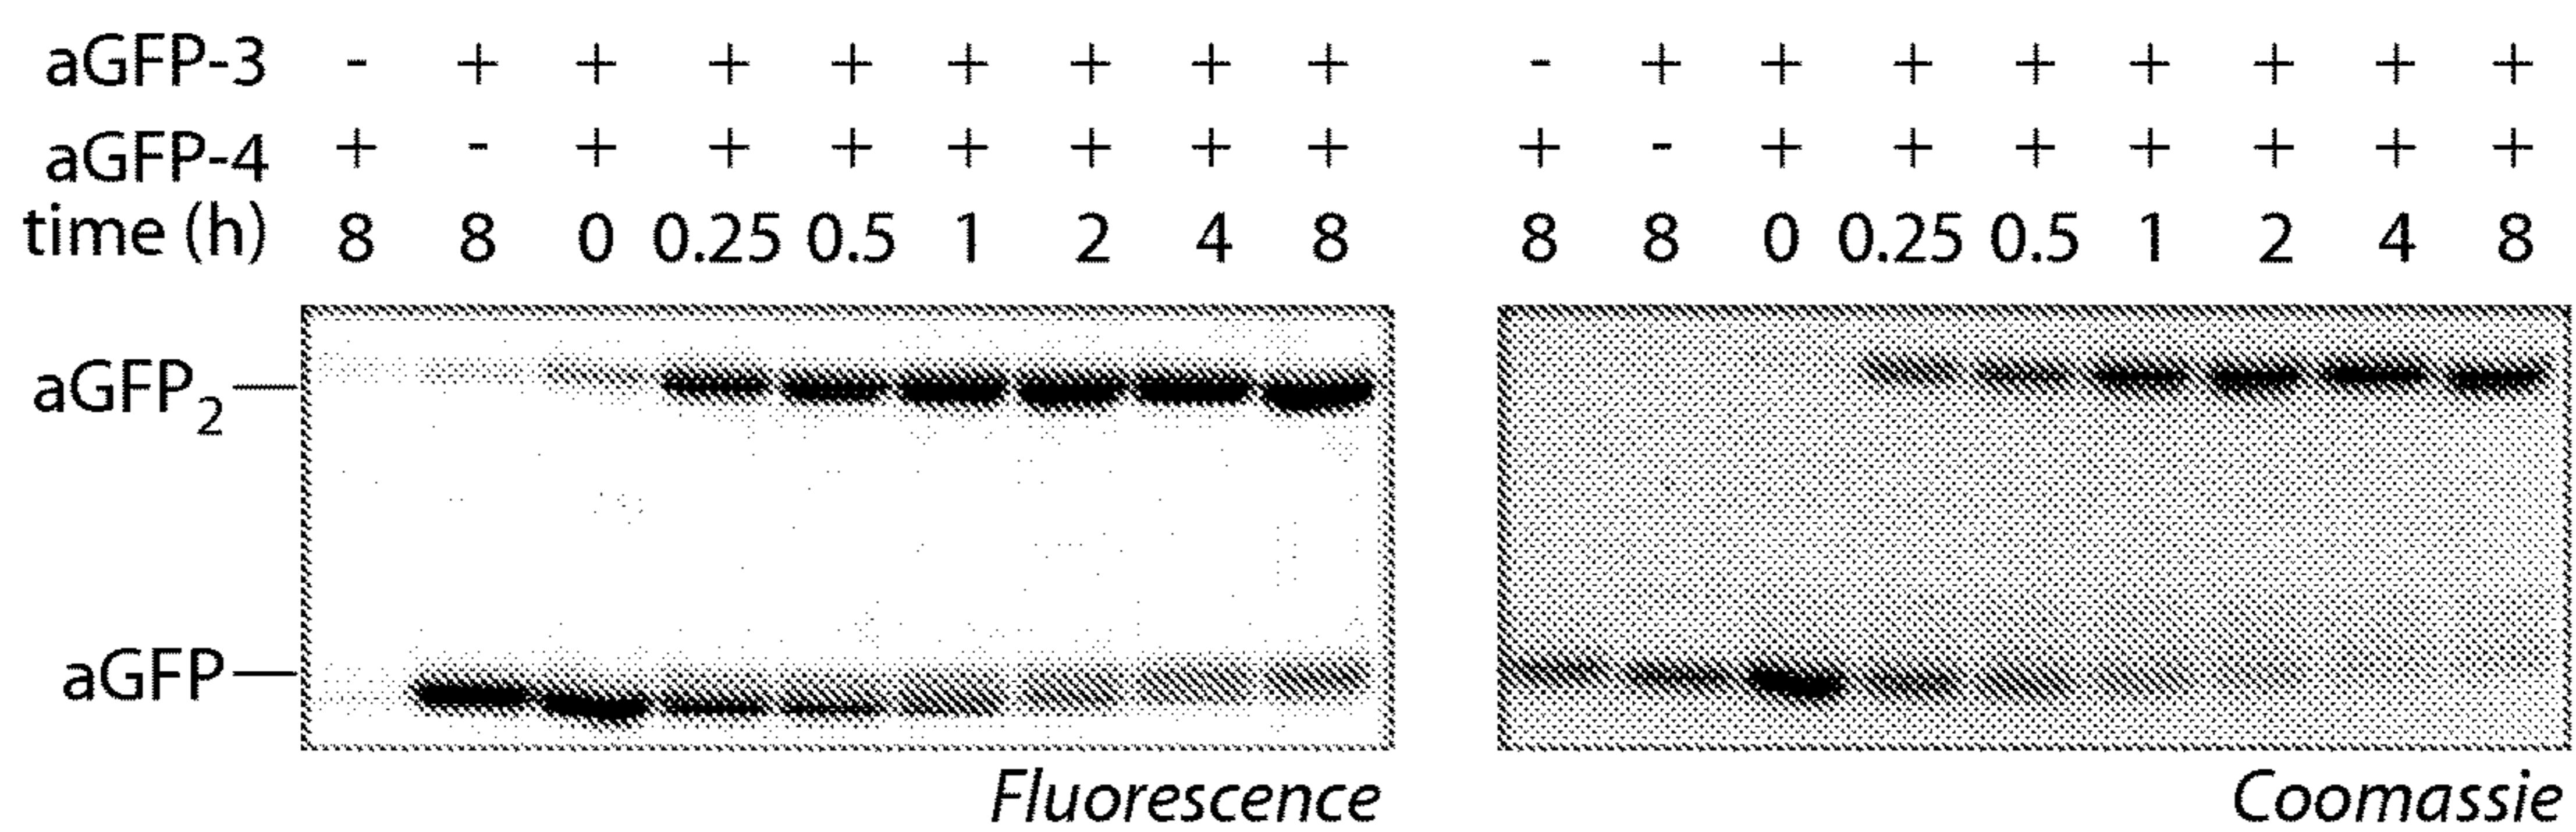 aGFP-3 - + + + + + + + + - + + + + + + + +
aGFP-4 + - + + + + + + + + - + + + + + + +
time (h) 8 8 0 0.25 0.5 1 2 4 8 8 8 0 0.25 0.5 1 2 4 8
aGFP2
aGFP
Fluorescence Coomassie